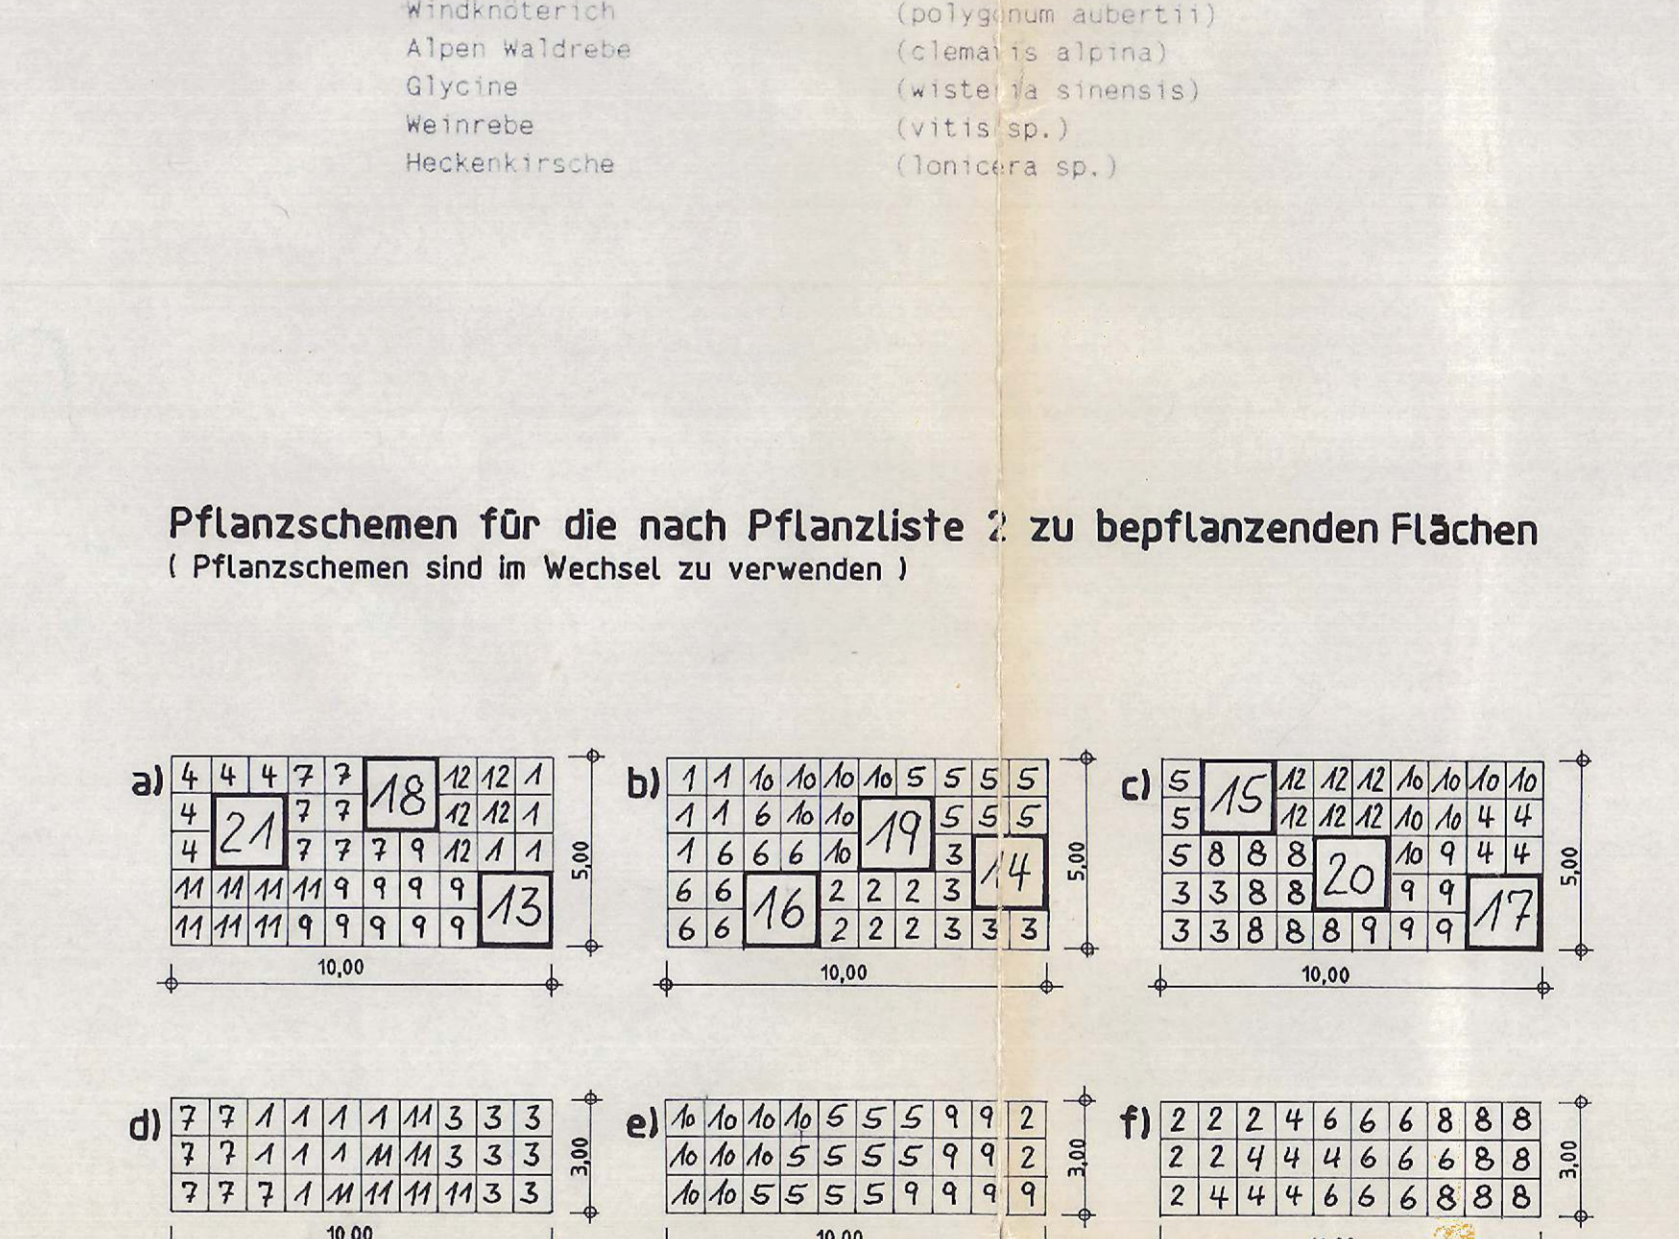 Windknöterich (polygonum aubertii)
Alpen Waldrebe (clematis alpina)
Glycine (wisteria sinensis)
Weinrebe (vitis sp.)
Heckenkirsche (lonicera sp.)
Pflanzschemen für die nach Pflanzliste 2 zu bepflanzenden Flächen
( Pflanzschemen sind im Wechsel zu verwenden )
a)
4 4 4 7 7 18 12 12 1
4 21 7 7 12 12 1
4 7 7 7 9 12 1 1
11 11 11 11 9 9 9 9 13
11 11 11 9 9 9 9 9
5,00
10,00
b)
1 1 10 10 10 10 5 5 5 5
1 1 6 10 10 19 5 5 5
1 6 6 6 10 3 14
6 6 16 2 2 2 3
6 6 2 2 2 3 3 3
5,00
10,00
c)
5 15 12 12 12 10 10 10 10
5 12 12 12 10 10 4 4
5 8 8 8 20 10 9 4 4
3 3 8 8 9 9 17
3 3 8 8 8 9 9 9
5,00
10,00
d)
7 7 1 1 1 1 11 3 3 3
7 7 1 1 1 11 11 3 3 3
7 7 7 1 11 11 11 11 3 3
3,00
10,00
e)
10 10 10 10 5 5 5 9 9 2
10 10 10 5 5 5 5 9 9 2
10 10 5 5 5 5 9 9 9 9
3,00
10,00
f)
2 2 2 4 6 6 6 8 8 8
2 2 4 4 4 6 6 6 8 8
2 4 4 4 6 6 6 8 8 8
3,00